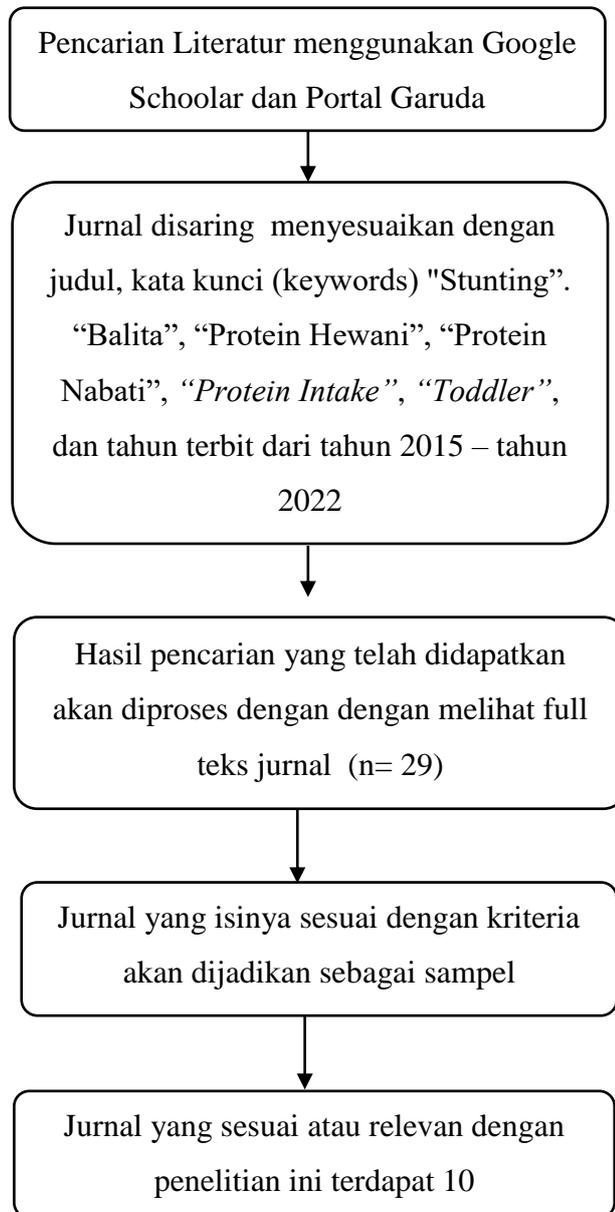 Pencarian Literatur menggunakan Google
Schoolar dan Portal Garuda
Jurnal disaring  menyesuaikan dengan
judul, kata kunci (keywords) "Stunting”.
“Balita”, “Protein Hewani”, “Protein
Nabati”, “Protein Intake”, “Toddler”,
dan tahun terbit dari tahun 2015 – tahun
2022
Hasil pencarian yang telah didapatkan
akan diproses dengan dengan melihat full
teks jurnal  (n= 29)
Jurnal yang isinya sesuai dengan kriteria
akan dijadikan sebagai sampel
Jurnal yang sesuai atau relevan dengan
penelitian ini terdapat 10